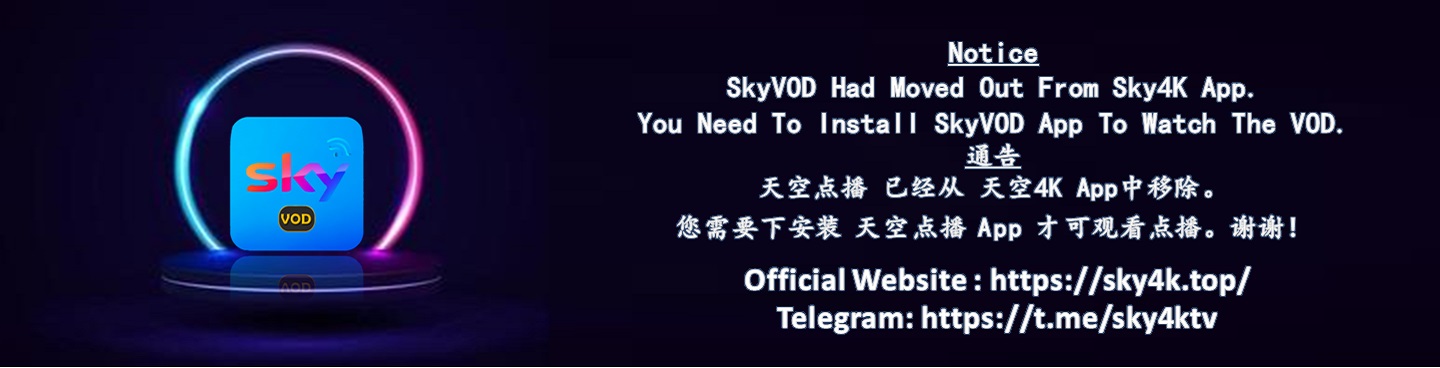 sky
VOD
Notice
SkyVOD Had Moved Out From Sky4K App.
You Need To Install SkyVOD App To Watch The VOD.
通告
天空点播 已经从 天空4K App中移除。
您需要下安装 天空点播 App 才可观看点播。谢谢!
Official Website : https://sky4k.top/
Telegram: https://t.me/sky4ktv